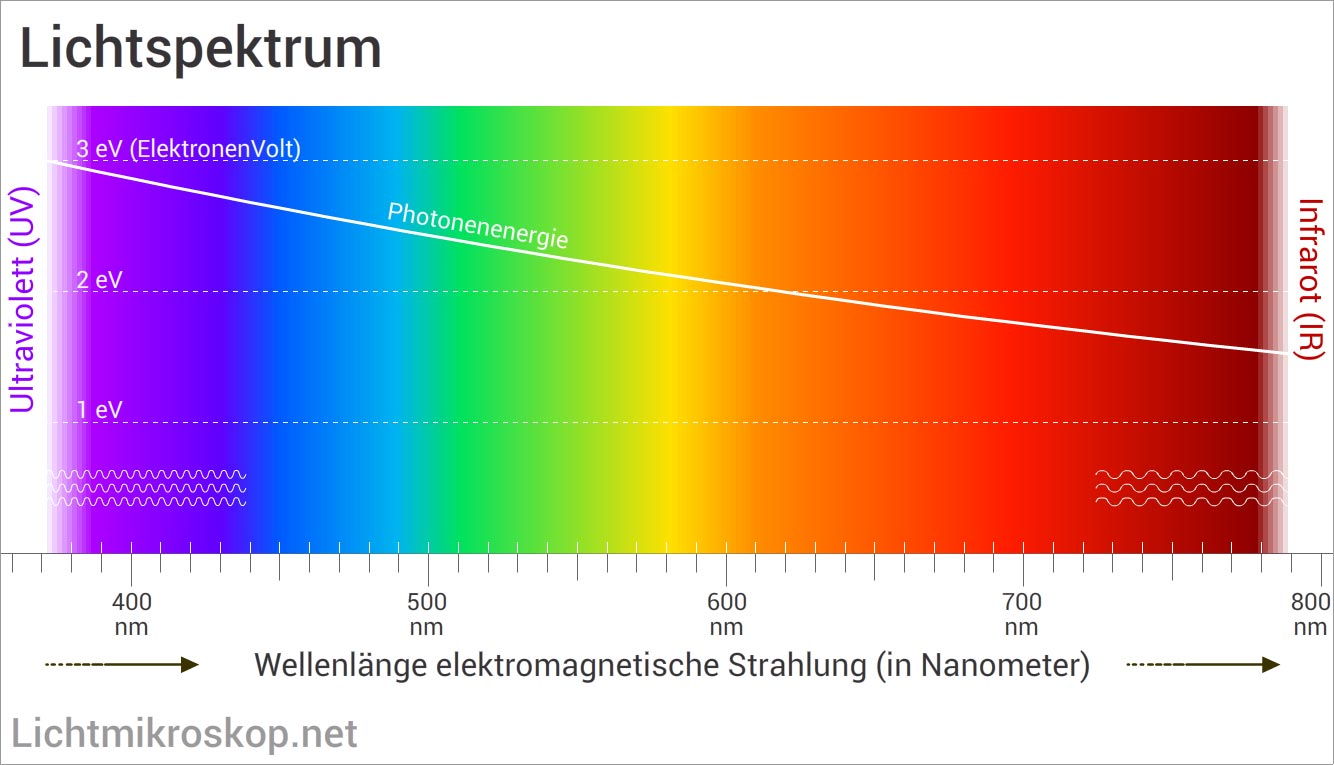 Lichtspektrum
3 eV (ElektronenVolt)
Photonenenergie
2 eV
1 eV
Ultraviolett (UV)
Infrarot (IR)
400 500 600 700 800
nm nm nm nm nm
Wellenlänge elektromagnetische Strahlung (in Nanometer)
Lichtmikroskop.net